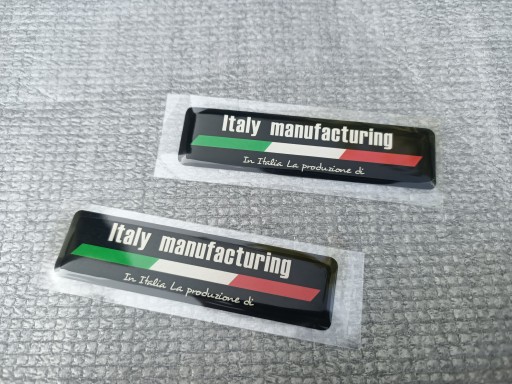 Italy manufacturing
In Italia La produzione di
Italy manufacturing
In Italia La produzione di